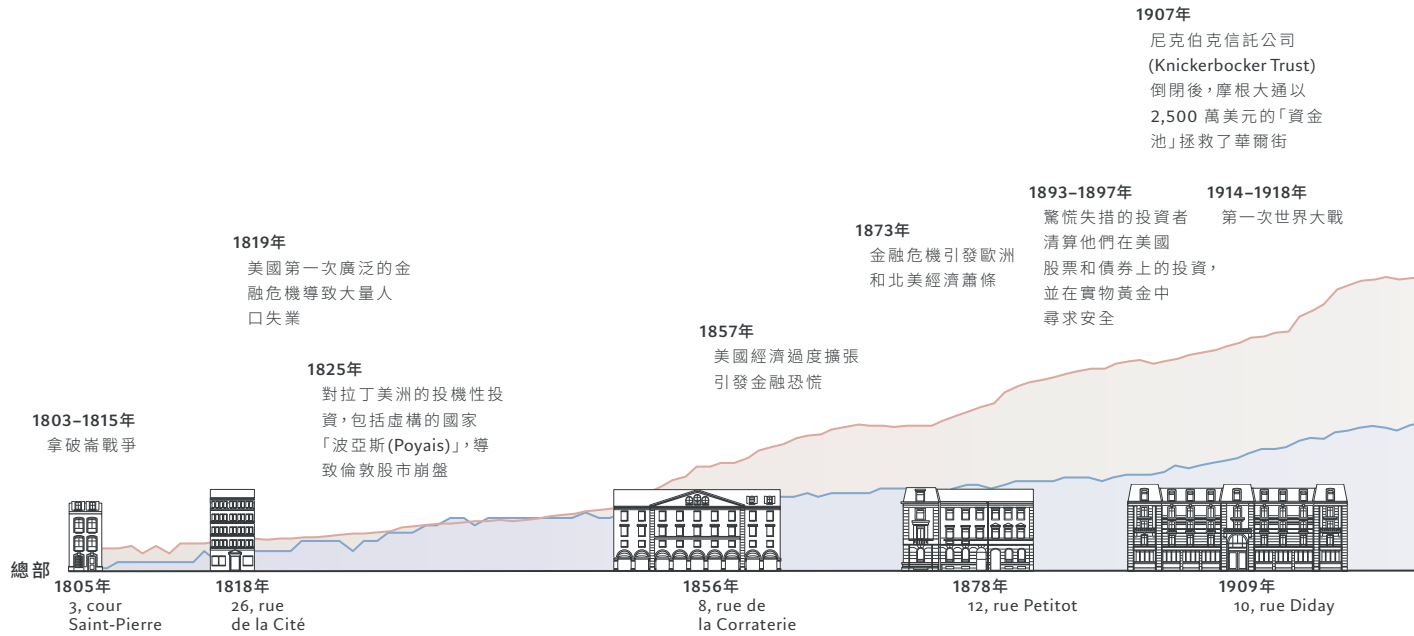 1907年
尼克伯克信託公司
(Knickerbocker Trust)
倒閉後，摩根大通以
2,500 萬美元的「資金
池」拯救了華爾街
1893–1897年
驚慌失措的投資者
清算他們在美國
股票和債券上的投資，
並在實物黃金中
尋求安全
1914–1918年
第一次世界大戰
1873年
金融危機引發歐洲
和北美經濟蕭條
1819年
美國第一次廣泛的金
融危機導致大量人
口失業
1857年
美國經濟過度擴張
引發金融恐慌
1825年
對拉丁美洲的投機性投
資，包括虛構的國家
「波亞斯(Poyais)」，導
致倫敦股市崩盤
1803–1815年
拿破崙戰爭
總部
1805年
3, cour
Saint-Pierre
1818年
26, rue
de la Cité
1856年
8, rue de
la Corraterie
1878年
12, rue Petitot
1909年
10, rue Diday